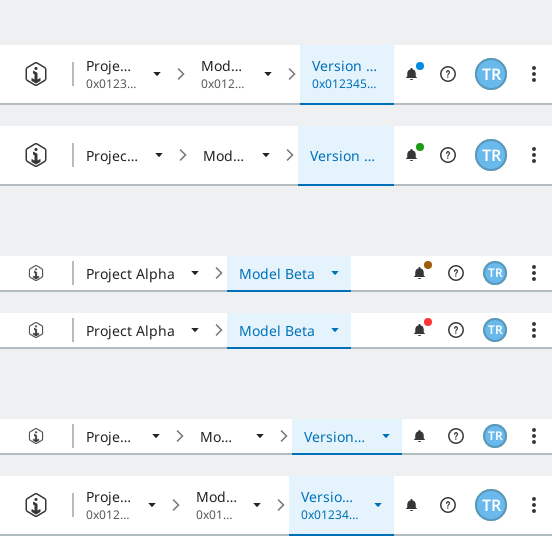 Proje... Mod... Version ... TR
0x0123... 0x012... 0x012345...
Projec... Mod... Version ... TR
Project Alpha Model Beta TR
Project Alpha Model Beta TR
Proje... Mo... Version... TR
Proje... Mod... Versio... TR
0x012... 0x01... 0x01234...